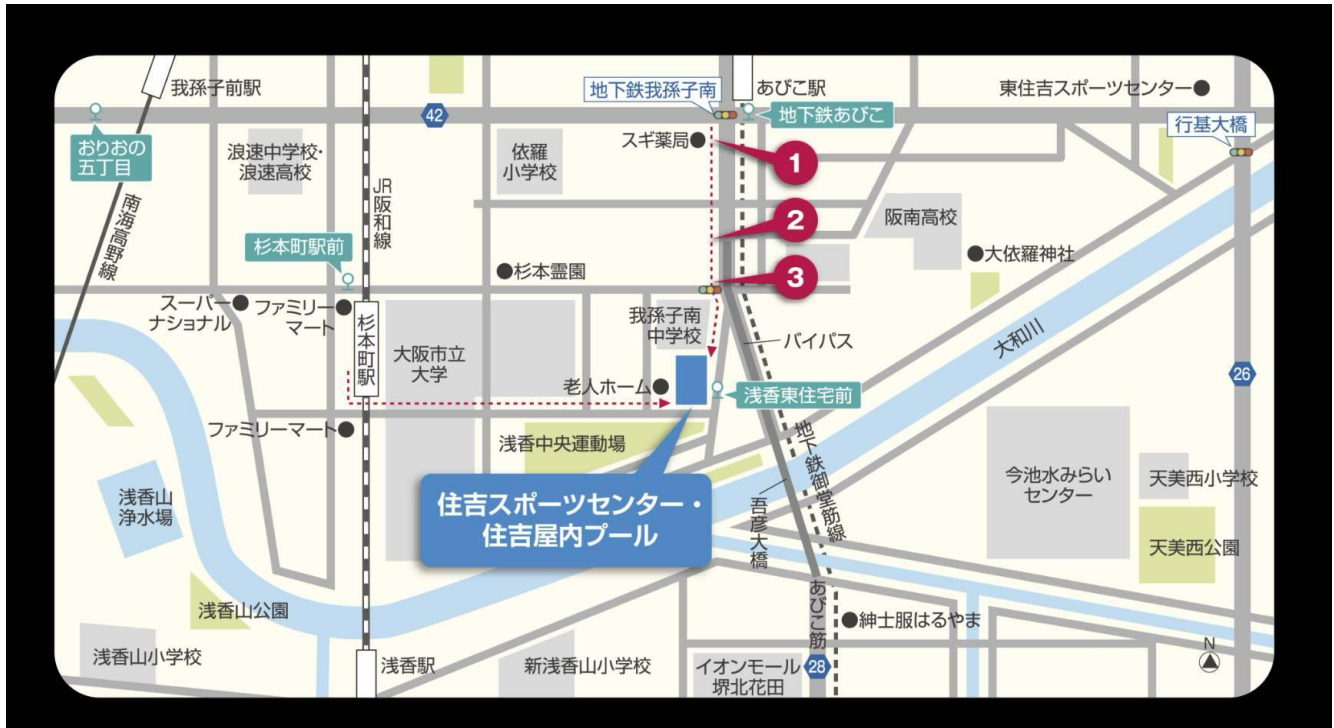 我孫子前駅
地下鉄我孫子南
あびこ駅
東住吉スポーツセンター
42
地下鉄あびこ
行基大橋
おりおの
五丁目
浪速中学校・
浪速高校
JR阪和線
依羅
小学校
スギ薬局
1
南海高野線
杉本町駅前
2
阪南高校
杉本霊園
3
大依羅神社
スーパー
ナショナル
ファミリー
マート
杉本町駅
大阪市立
大学
我孫子南
中学校
バイパス
大和川
26
老人ホーム
浅香東住宅前
ファミリーマート
浅香中央運動場
地下鉄御堂筋線
浅香山
浄水場
住吉スポーツセンター・
住吉屋内プール
吾彦大橋
今池水みらい
センター
天美西小学校
天美西公園
浅香山公園
あびこ筋
紳士服はるやま
浅香山小学校
浅香駅
新浅香山小学校
イオンモール
堺北花田
28
N